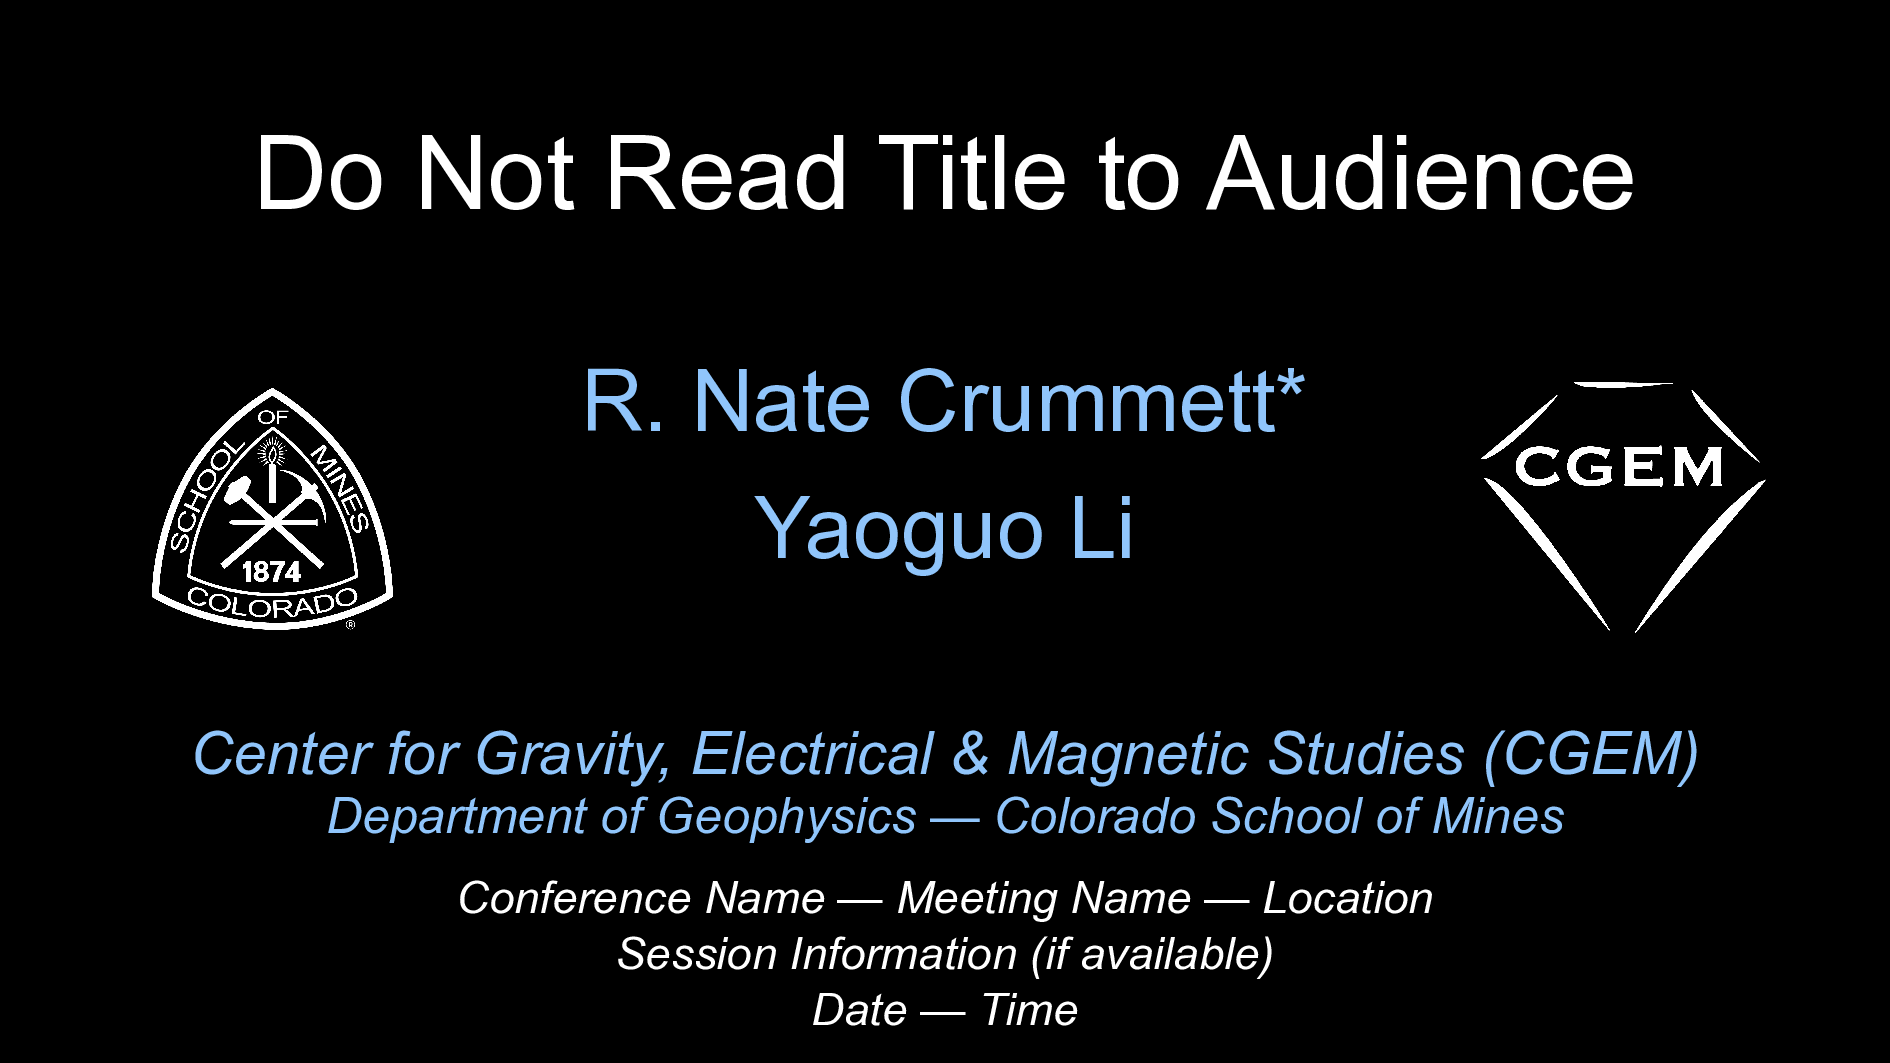 Do Not Read Title to Audience
R. Nate Crummett*
Yaoguo Li
SCHOOL OF MINES
1874
COLORADO
®
CGEM
Center for Gravity, Electrical & Magnetic Studies (CGEM)
Department of Geophysics — Colorado School of Mines
Conference Name — Meeting Name — Location
Session Information (if available)
Date — Time